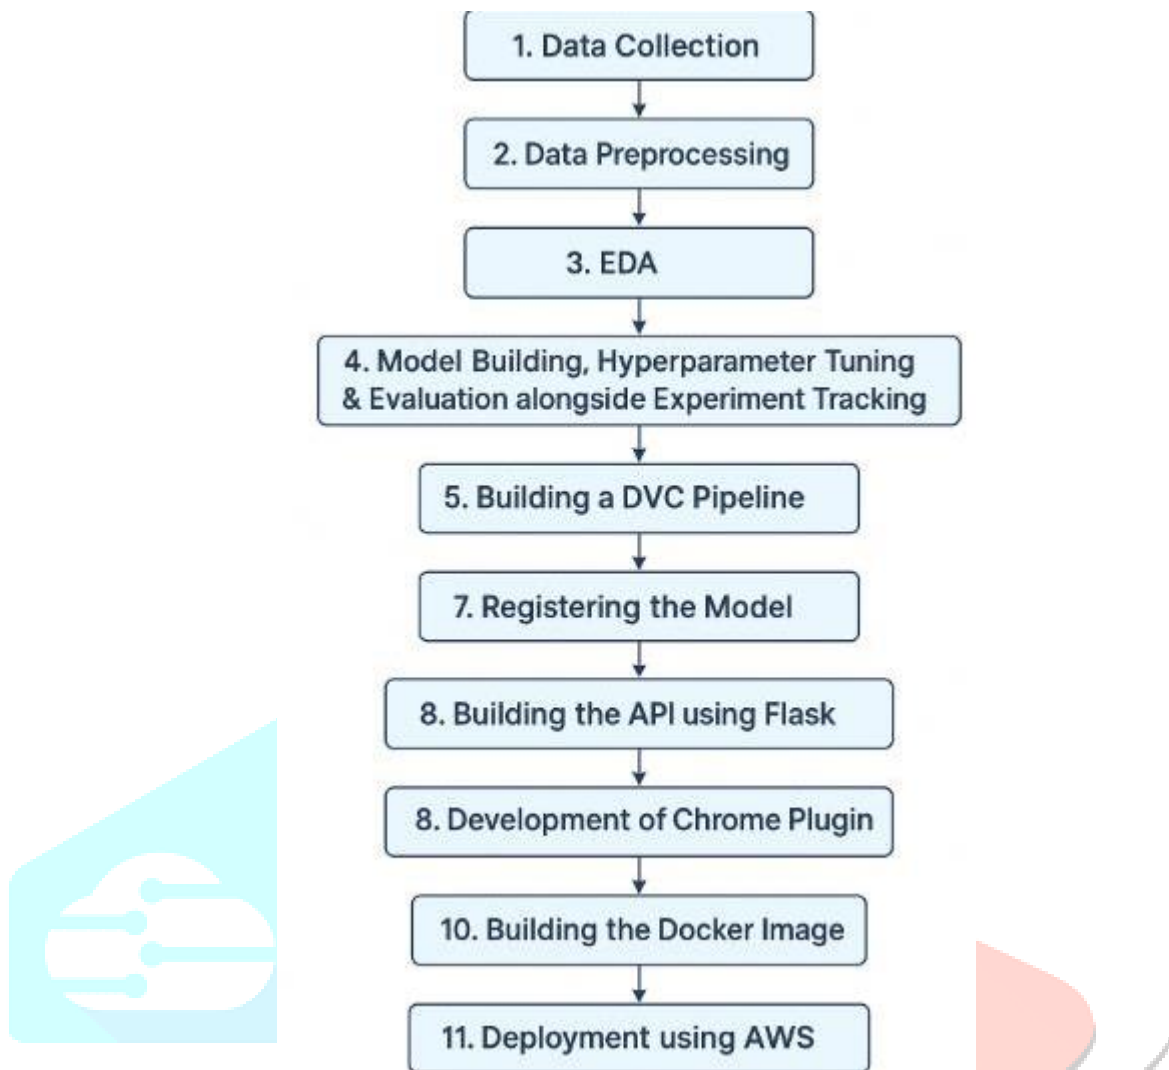 1. Data Collection
2. Data Preprocessing
3. EDA
4. Model Building, Hyperparameter Tuning
& Evaluation alongside Experiment Tracking
5. Building a DVC Pipeline
7. Registering the Model
8. Building the API using Flask
8. Development of Chrome Plugin
10. Building the Docker Image
11. Deployment using AWS